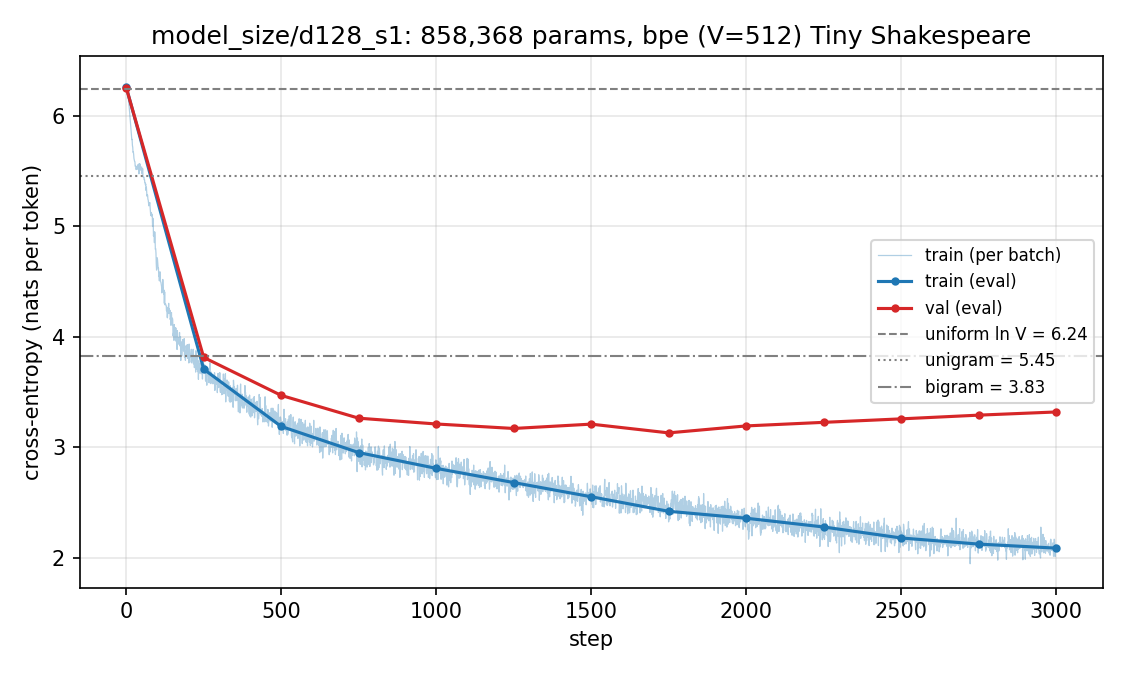 model_size/d128_s1: 858,368 params, bpe (V=512) Tiny Shakespeare
cross-entropy (nats per token)
6
5
4
3
2
train (per batch)
train (eval)
val (eval)
uniform ln V = 6.24
unigram = 5.45
bigram = 3.83
0 500 1000 1500 2000 2500 3000
step